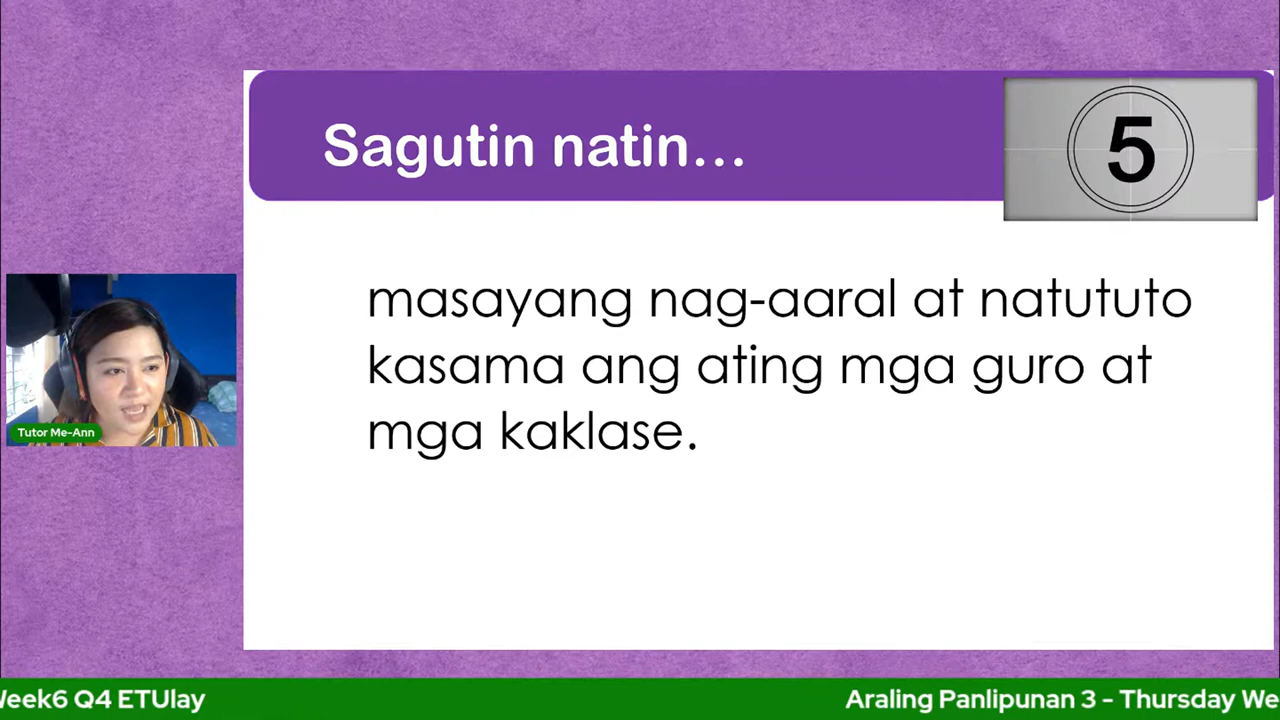 Sagutin natin...
5
masayang nag-aaral at natututo
kasama ang ating mga guro at
mga kaklase.
Tutor Me-Ann
Week6 Q4 ETUlay
Araling Panlipunan 3 - Thursday We